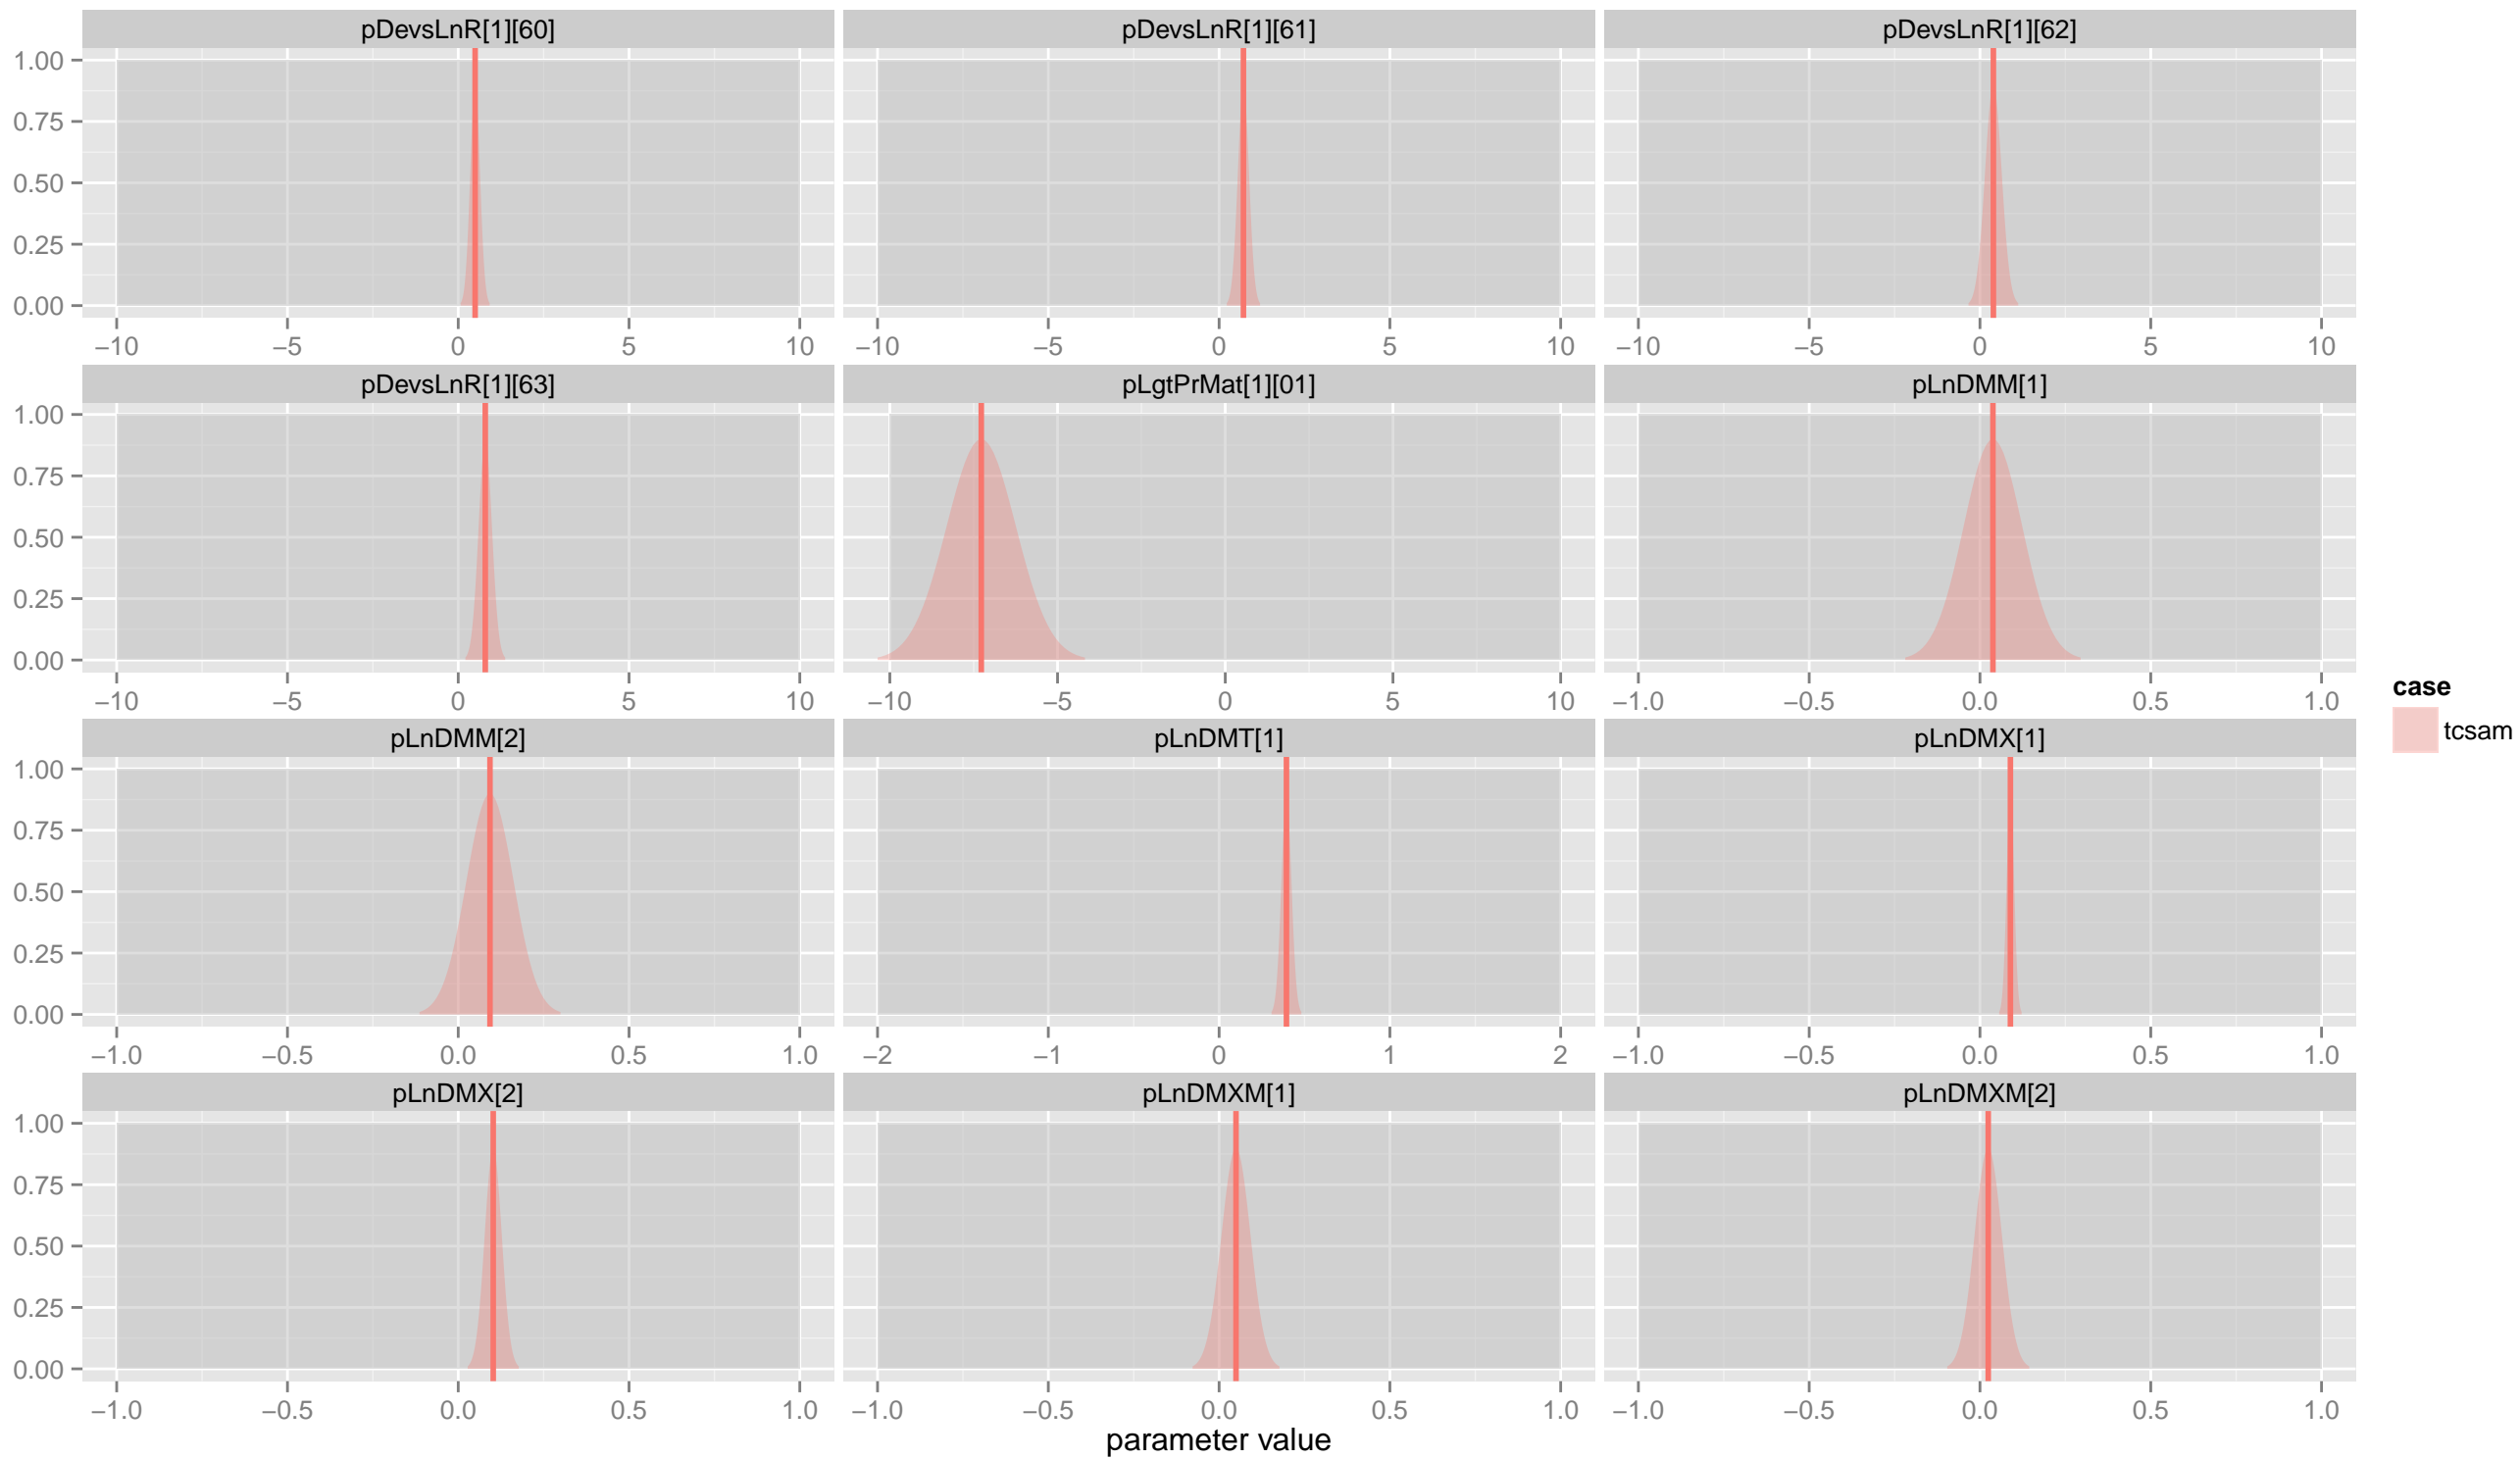 pDevsLnR[1][60] pDevsLnR[1][61] pDevsLnR[1][62]
1.00
0.75
0.50
0.25
0.00
−10 −5 0 5 10 −10 −5 0 5 10 −10 −5 0 5 10
pDevsLnR[1][63] pLgtPrMat[1][01] pLnDMM[1]
1.00
0.75
0.50
0.25
0.00
−10 −5 0 5 10 −10 −5 0 5 10 −1.0 −0.5 0.0 0.5 1.0
pLnDMM[2] pLnDMT[1] pLnDMX[1]
1.00
0.75
0.50
0.25
0.00
−1.0 −0.5 0.0 0.5 1.0 −2 −1 0 1 2 −1.0 −0.5 0.0 0.5 1.0
pLnDMX[2] pLnDMXM[1] pLnDMXM[2]
1.00
0.75
0.50
0.25
0.00
−1.0 −0.5 0.0 0.5 1.0 −1.0 −0.5 0.0 0.5 1.0 −1.0 −0.5 0.0 0.5 1.0
parameter value
case
tcsam